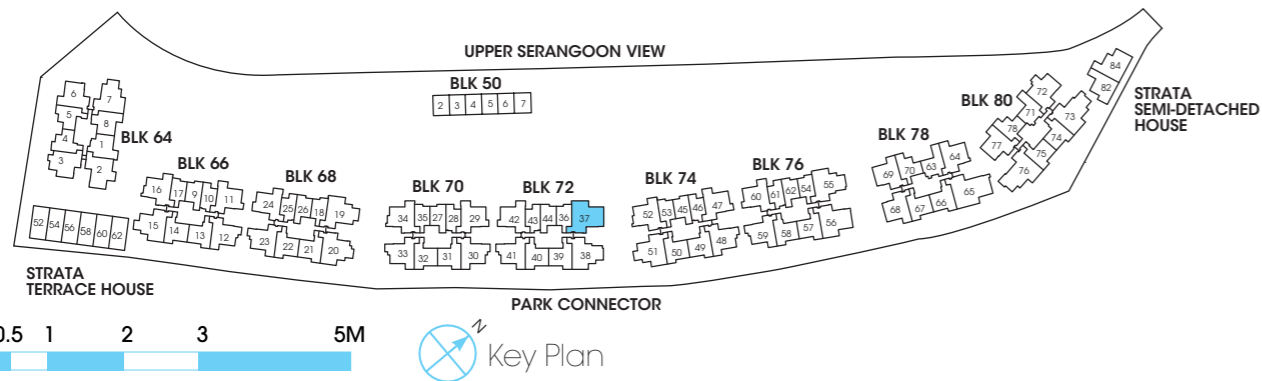 UPPER SERANGOON VIEW
BLK 50
2 3 4 5 6 7
BLK 64
6 7
5 8
4 1
3 2
BLK 66
16 17 9 10 11
15 14 13 12
BLK 68
24 25 26 18 19
23 22 21 20
BLK 70
34 35 27 28 29
33 32 31 30
BLK 72
42 43 44 36 37
41 40 39 38
BLK 74
52 53 45 46 47
51 50 49 48
BLK 76
60 61 62 54 55
59 58 57 56
BLK 78
69 70 63 64
68 67 66 65
BLK 80
72
71 73
78 74
77 75
76
84
82
STRATA
SEMI-DETACHED
HOUSE
52 54 56 58 60 62
STRATA
TERRACE HOUSE
PARK CONNECTOR
0.5 1 2 3 5M
N
Key Plan